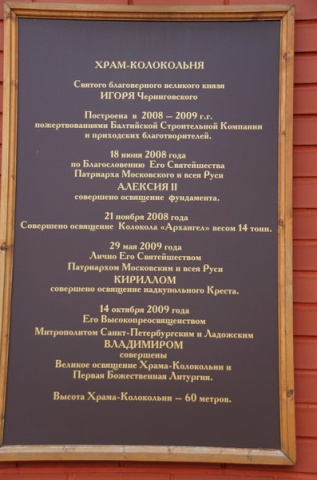 ХРАМ-КОЛОКОЛЬНЯ
Святого благоверного великого князя
ИГОРЯ Черниговского
Построена в 2008 – 2009 г.г.
пожертвованиями Балтийской Строительной Компании
и приходских благотворителей.
18 июня 2008 года
по Благословению Его Святейшества
Патриарха Московского и всея Руси
АЛЕКСИЯ II
совершено освящение фундамента.
21 ноября 2008 года
Совершено освящение Колокола «Архангел» весом 14 тонн.
29 мая 2009 года
Лично Его Святейшеством
Патриархом Московским и всея Руси
КИРИЛЛОМ
совершено освящение надкупольного Креста.
14 октября 2009 года
Его Высокопреосвященством
Митрополитом Санкт-Петербургским и Ладожским
ВЛАДИМИРОМ
совершены
Великое освящение Храма-Колокольни и
Первая Божественная Литургия.
Высота Храма-Колокольни – 60 метров.